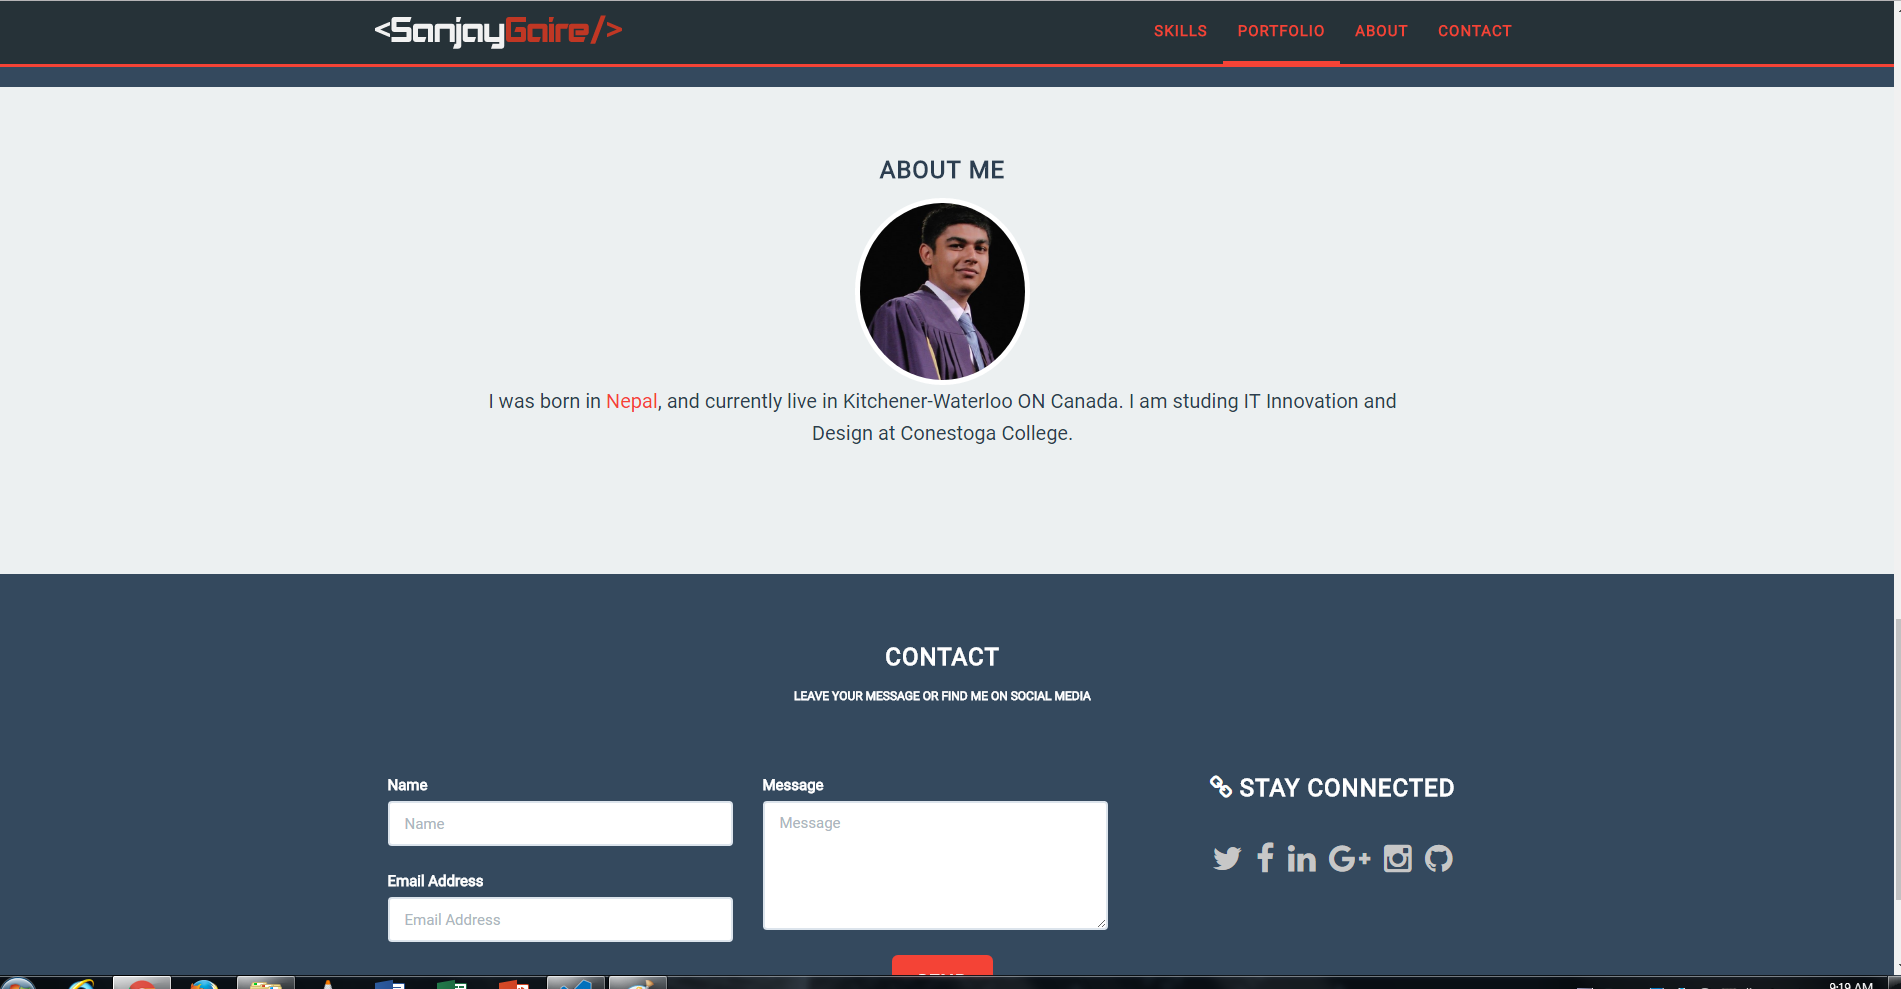 <SanjayGaire/>
SKILLS PORTFOLIO ABOUT CONTACT
ABOUT ME
I was born in Nepal, and currently live in Kitchener-Waterloo ON Canada. I am studing IT Innovation and
Design at Conestoga College.
CONTACT
LEAVE YOUR MESSAGE OR FIND ME ON SOCIAL MEDIA
Name
Name
Email Address
Email Address
Message
Message
STAY CONNECTED
9:19 AM